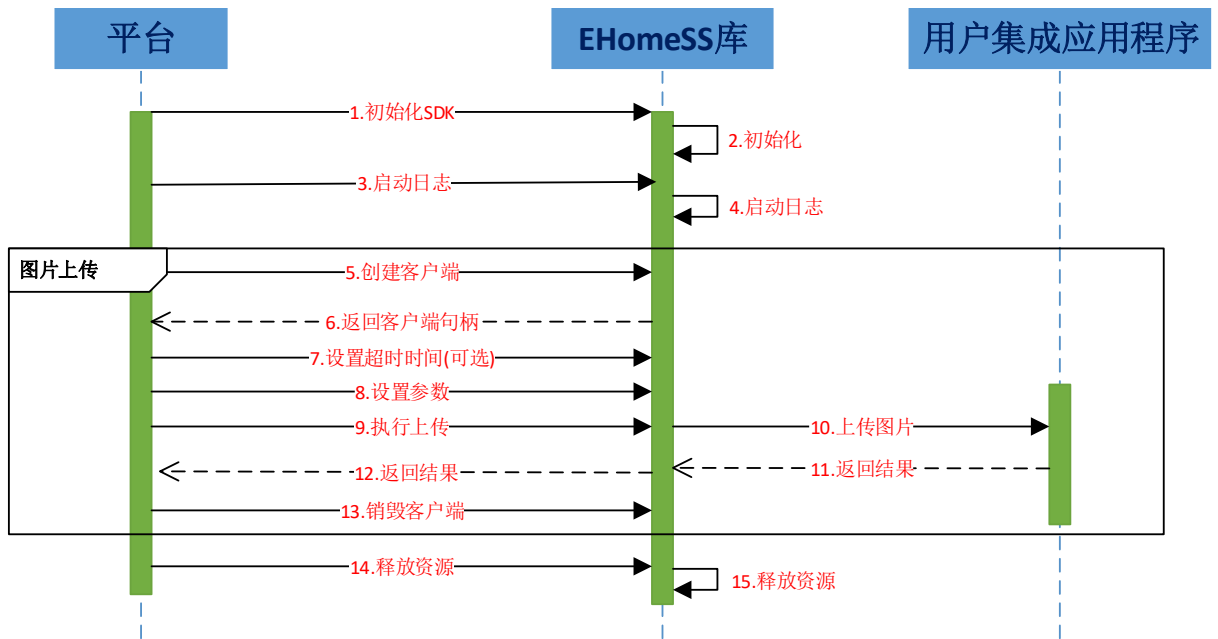 平台
EHomeSS库
用户集成应用程序
1.初始化SDK
2.初始化
3.启动日志
4.启动日志
图片上传
5.创建客户端
6.返回客户端句柄
7.设置超时时间(可选)
8.设置参数
9.执行上传
10.上传图片
11.返回结果
12.返回结果
13.销毁客户端
14.释放资源
15.释放资源